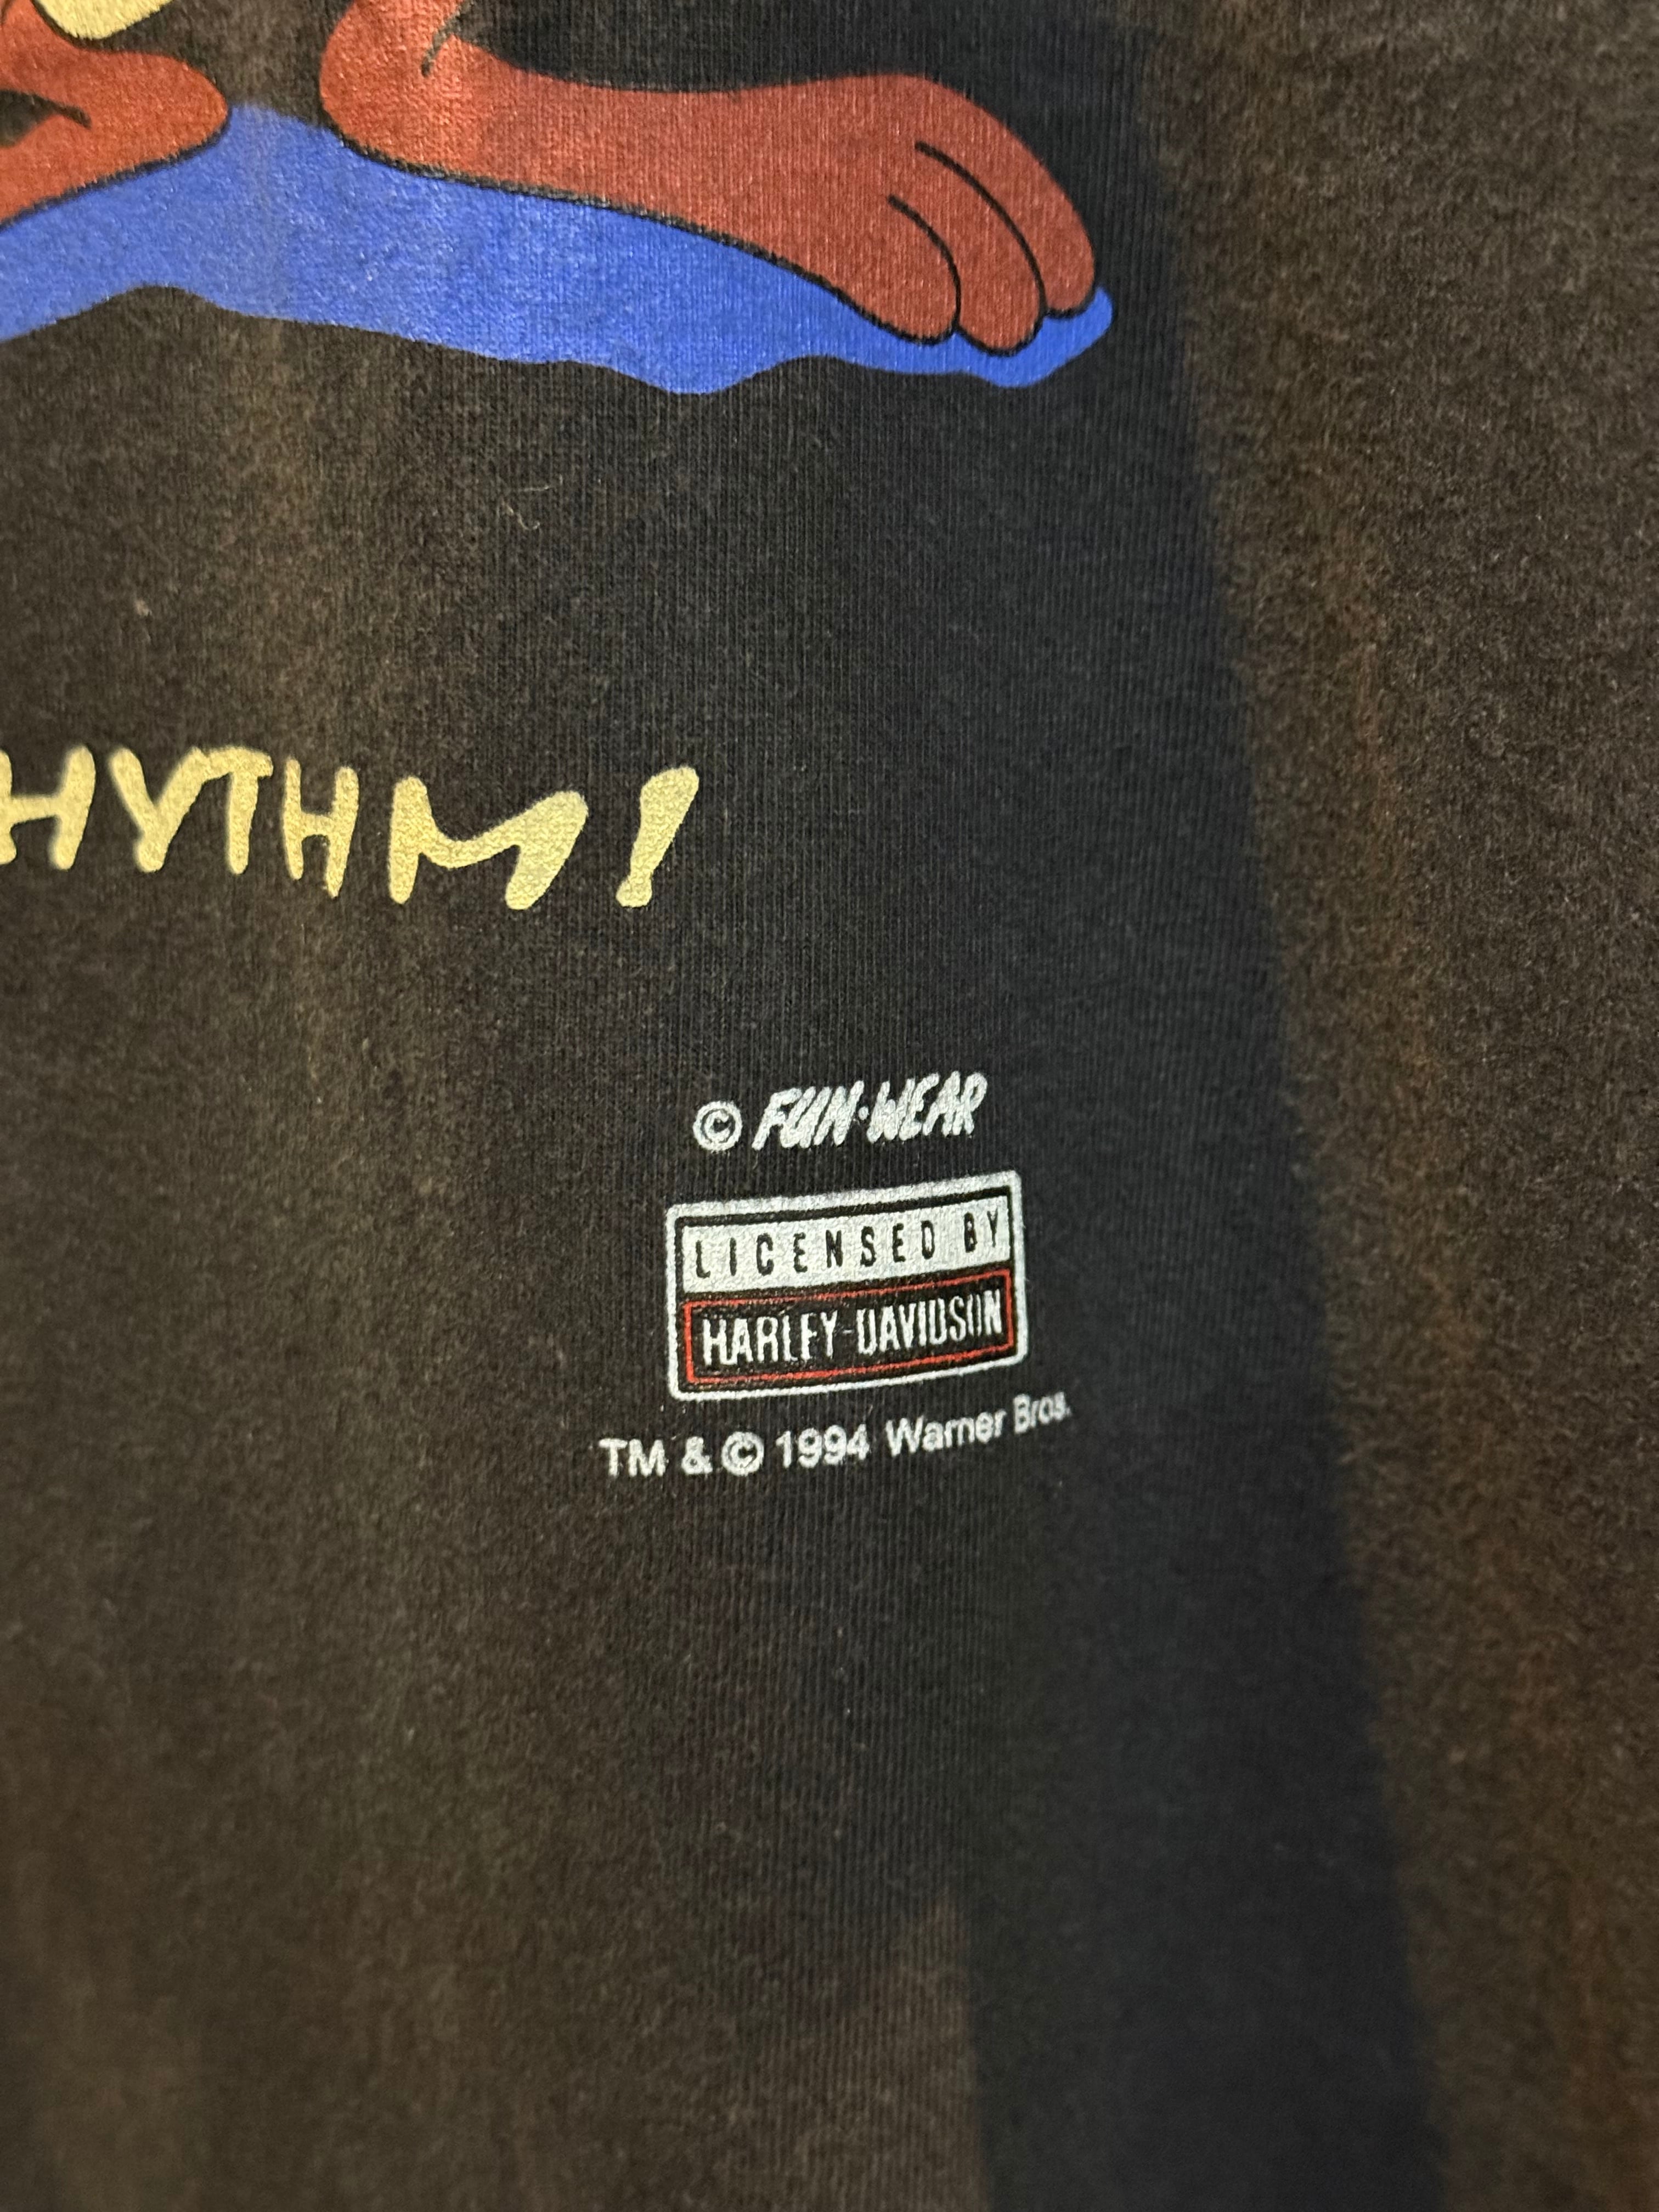 HYTHM!
© FUN·WEAR
LICENSED BY
HARLEY-DAVIDSON
TM & © 1994 Warner Bros.